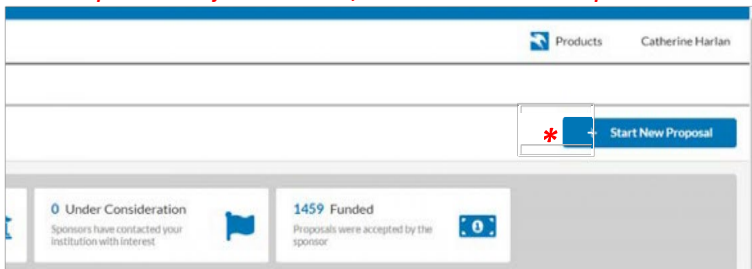 Products Catherine Harlan
* + Start New Proposal
0 Under Consideration
Sponsors have contacted your
institution with interest
1459 Funded
Proposals were accepted by the
sponsor